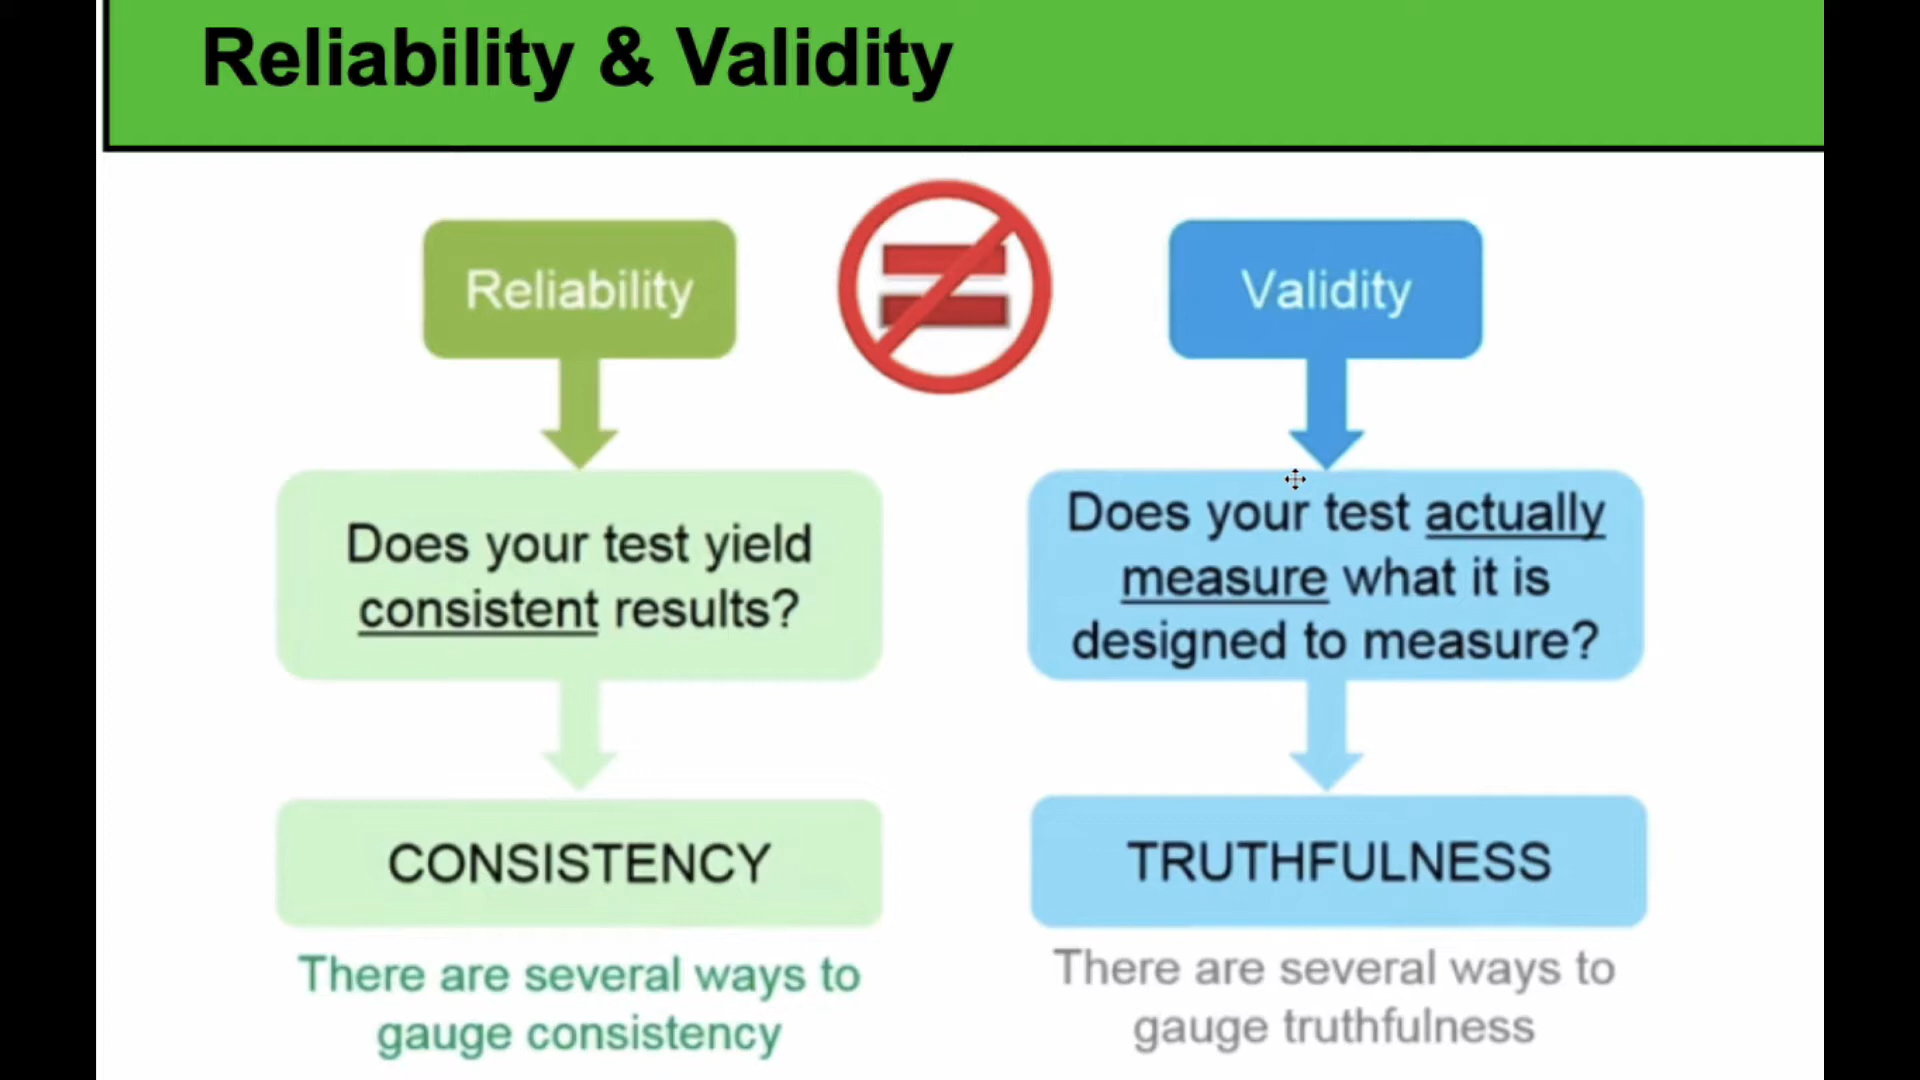 Reliability & Validity
Reliability
Validity
Does your test yield
consistent results?
Does your test actually
measure what it is
designed to measure?
CONSISTENCY
TRUTHFULNESS
There are several ways to
gauge consistency
There are several ways to
gauge truthfulness